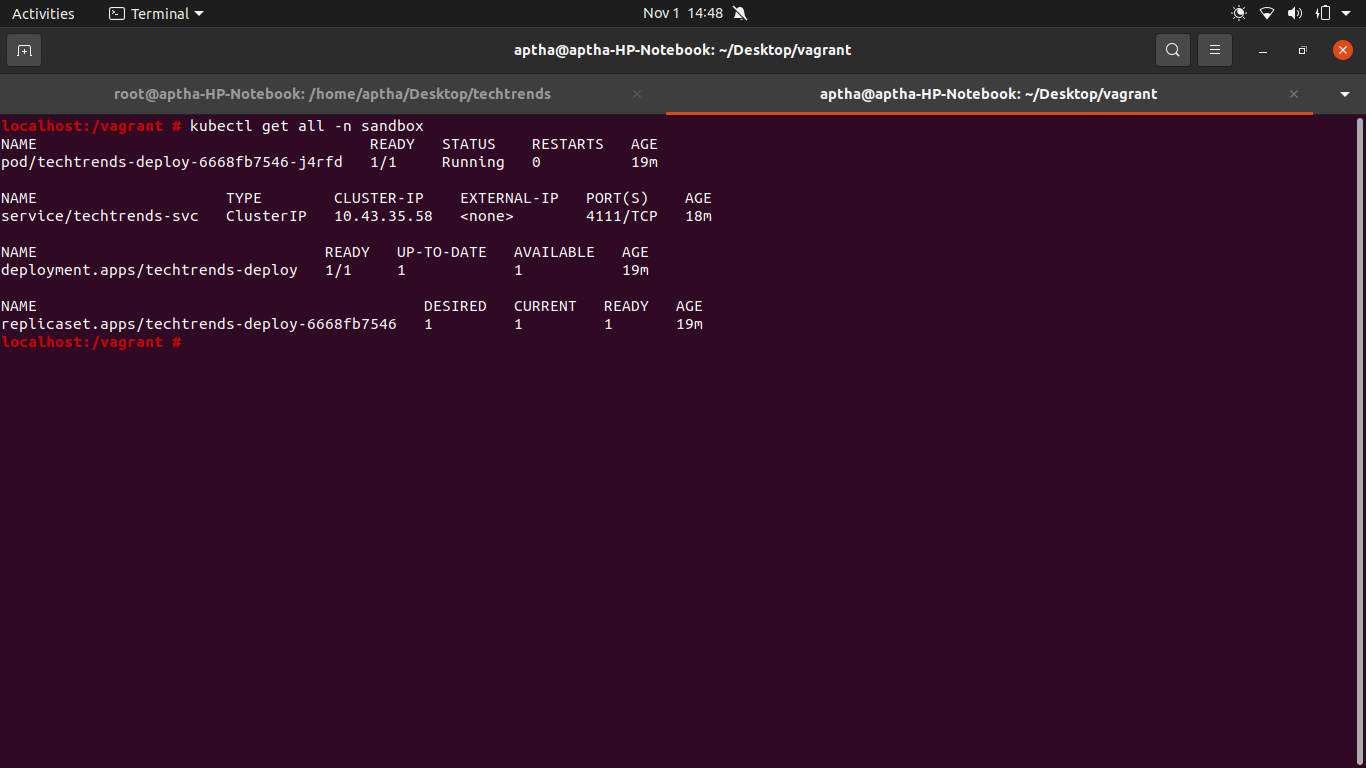 Activities Terminal Nov 1 14:48
aptha@aptha-HP-Notebook: ~/Desktop/vagrant
root@aptha-HP-Notebook: /home/aptha/Desktop/techtrends aptha@aptha-HP-Notebook: ~/Desktop/vagrant
localhost:/vagrant # kubectl get all -n sandbox
NAME READY STATUS RESTARTS AGE
pod/techtrends-deploy-6668fb7546-j4rfd 1/1 Running 0 19m
NAME TYPE CLUSTER-IP EXTERNAL-IP PORT(S) AGE
service/techtrends-svc ClusterIP 10.43.35.58 <none> 4111/TCP 18m
NAME READY UP-TO-DATE AVAILABLE AGE
deployment.apps/techtrends-deploy 1/1 1 1 19m
NAME DESIRED CURRENT READY AGE
replicaset.apps/techtrends-deploy-6668fb7546 1 1 1 19m
localhost:/vagrant #